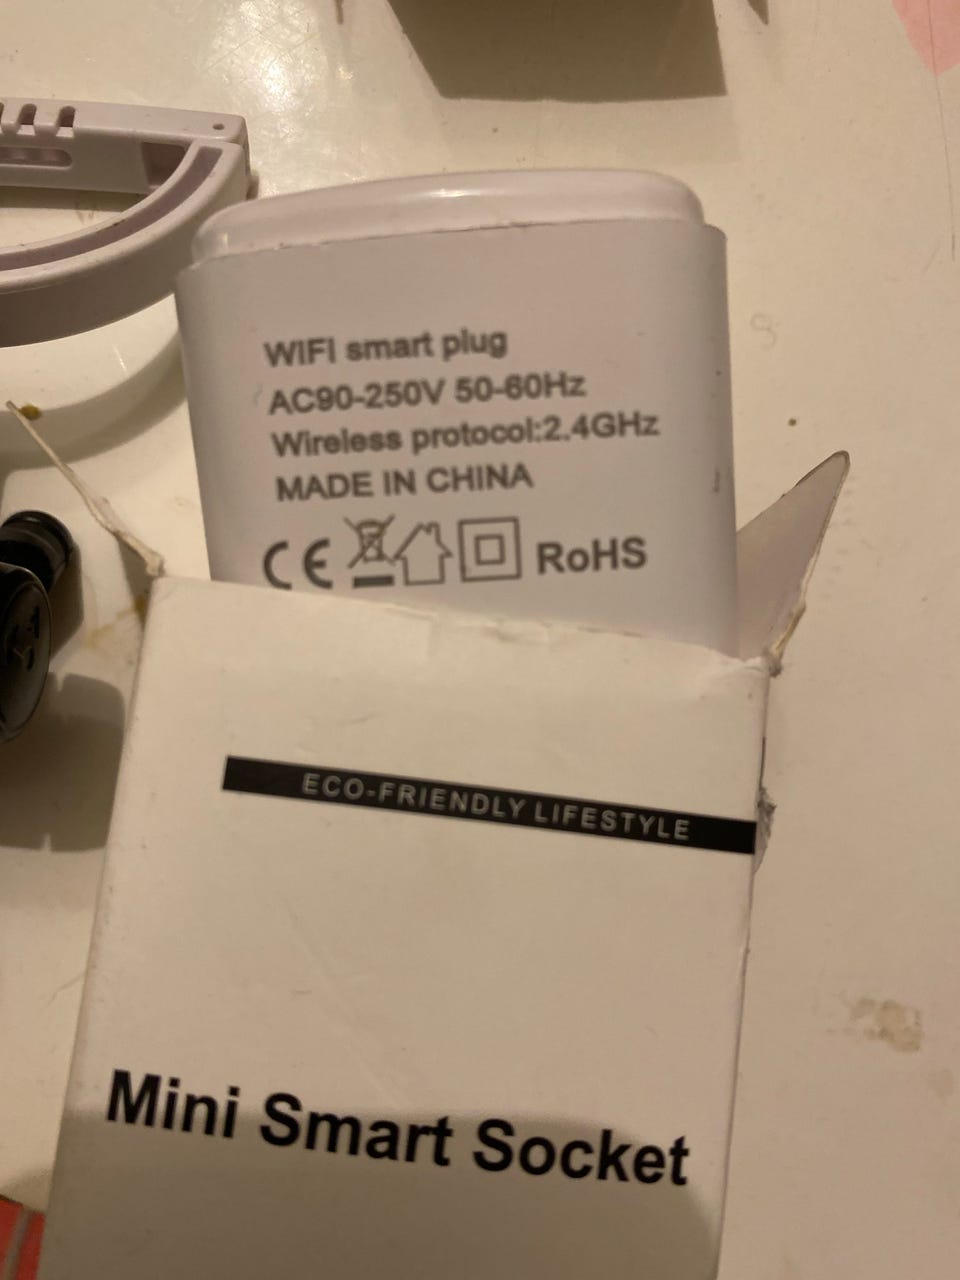 WIFI smart plug
AC90-250V 50-60Hz
Wireless protocol:2.4GHz
MADE IN CHINA
CE RoHS
ECO-FRIENDLY LIFESTYLE
Mini Smart Socket